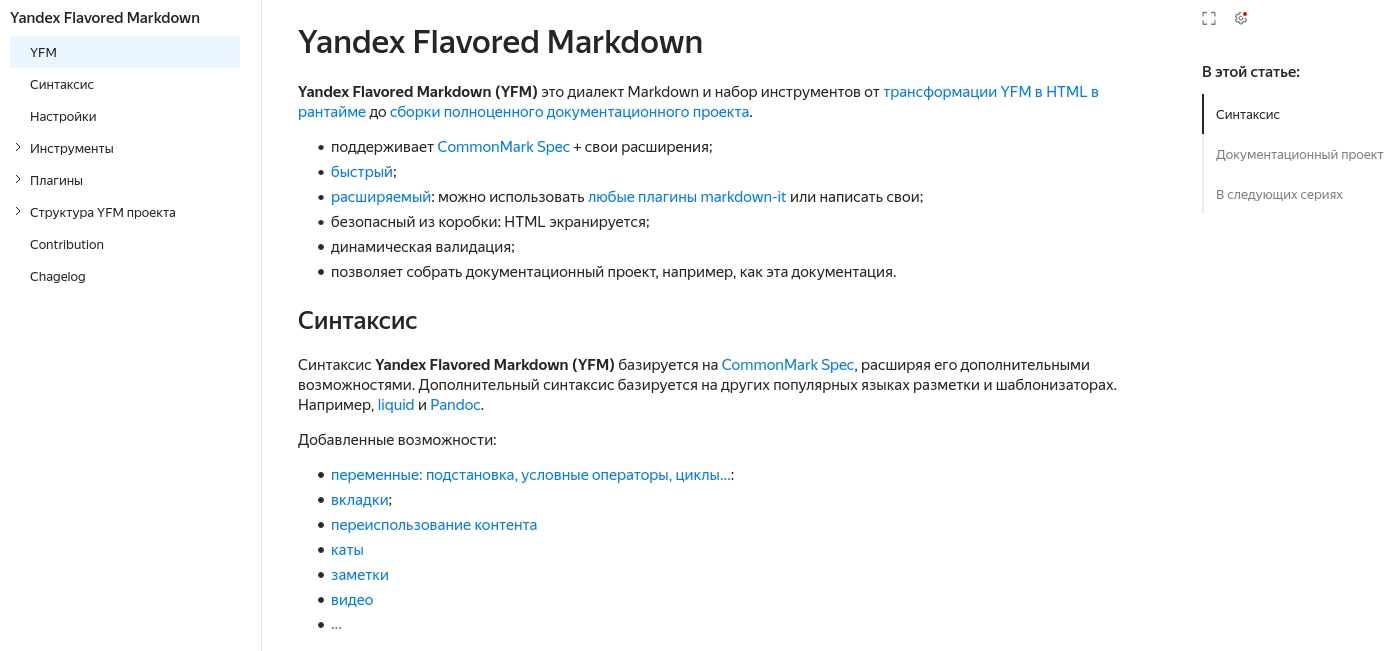 Yandex Flavored Markdown
YFM
Синтаксис
Настройки
Инструменты
Плагины
Структура YFM проекта
Contribution
Chagelog
Yandex Flavored Markdown
Yandex Flavored Markdown (YFM) это диалект Markdown и набор инструментов от трансформации YFM в HTML в
рантайме до сборки полноценного документационного проекта.
• поддерживает CommonMark Spec + свои расширения;
• быстрый;
• расширяемый: можно использовать любые плагины markdown-it или написать свои;
• безопасный из коробки: HTML экранируется;
• динамическая валидация;
• позволяет собрать документационный проект, например, как эта документация.
Синтаксис
Синтаксис Yandex Flavored Markdown (YFM) базируется на CommonMark Spec, расширяя его дополнительными
возможностями. Дополнительный синтаксис базируется на других популярных языках разметки и шаблонизаторах.
Например, liquid и Pandoc.
Добавленные возможности:
• переменные: подстановка, условные операторы, циклы...:
• вкладки;
• переиспользование контента
• каты
• заметки
• видео
• ...
В этой статье:
Синтаксис
Документационный проект
В следующих сериях